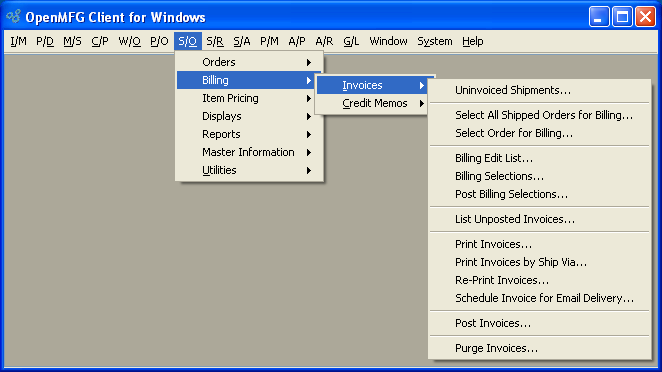 OpenMFG Client for Windows
I/M P/D M/S C/P W/O P/O S/O S/R S/A P/M A/P A/R G/L Window System Help
Orders
Billing
Item Pricing
Displays
Reports
Master Information
Utilities
Invoices
Credit Memos
Uninvoiced Shipments...
Select All Shipped Orders for Billing...
Select Order for Billing...
Billing Edit List...
Billing Selections...
Post Billing Selections...
List Unposted Invoices...
Print Invoices...
Print Invoices by Ship Via...
Re-Print Invoices...
Schedule Invoice for Email Delivery...
Post Invoices...
Purge Invoices...